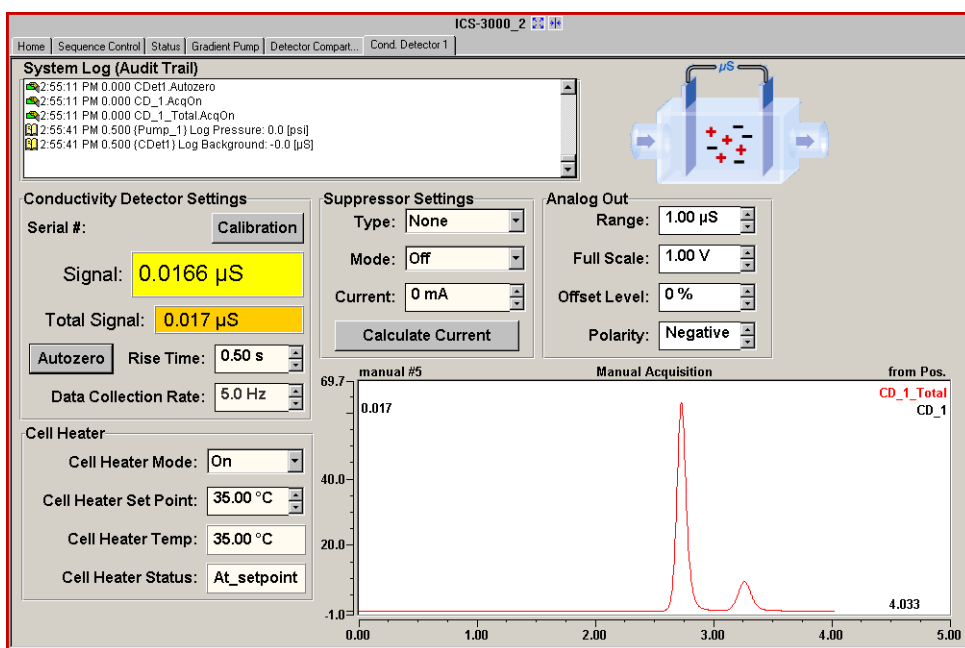 ICS-3000_2
Home Sequence Control Status Gradient Pump Detector Compart... Cond. Detector 1
System Log (Audit Trail)
2:55:11 PM 0.000 CDet1.Autozero
2:55:11 PM 0.000 CD_1.AcqOn
2:55:11 PM 0.000 CD_1_Total.AcqOn
2:55:41 PM 0.500 {Pump_1} Log Pressure: 0.0 [psi]
2:55:41 PM 0.500 {CDet1} Log Background: -0.0 [µS]
µS
Conductivity Detector Settings
Serial #: Calibration
Signal: 0.0166 µS
Total Signal: 0.017 µS
Autozero Rise Time: 0.50 s
Data Collection Rate: 5.0 Hz
Suppressor Settings
Type: None
Mode: Off
Current: 0 mA
Calculate Current
Analog Out
Range: 1.00 µS
Full Scale: 1.00 V
Offset Level: 0 %
Polarity: Negative
Cell Heater
Cell Heater Mode: On
Cell Heater Set Point: 35.00 °C
Cell Heater Temp: 35.00 °C
Cell Heater Status: At_setpoint
manual #5 Manual Acquisition from Pos.
69.7
CD_1_Total
0.017 CD_1
40.0
20.0
4.033
-1.0
0.00 1.00 2.00 3.00 4.00 5.00